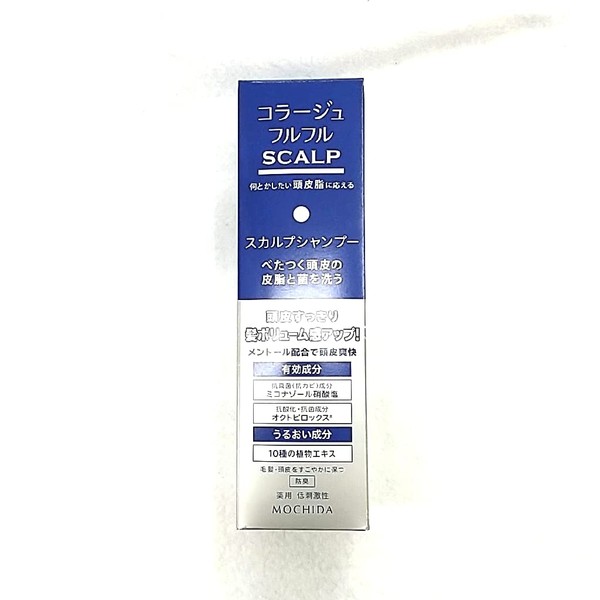 コラージュ
フルフル
SCALP
何とかしたい頭皮脂に応える
スカルプシャンプー
べたつく頭皮の
皮脂と菌を洗う
頭皮すっきり
髪ボリューム感アップ!
メントール配合で頭皮爽快
有効成分
抗真菌(抗カビ)成分
ミコナゾール硝酸塩
抗酸化・抗菌成分
オクトピロックス®
うるおい成分
10種の植物エキス
毛髪・頭皮をすこやかに保つ
防臭
薬用 低刺激性
MOCHIDA